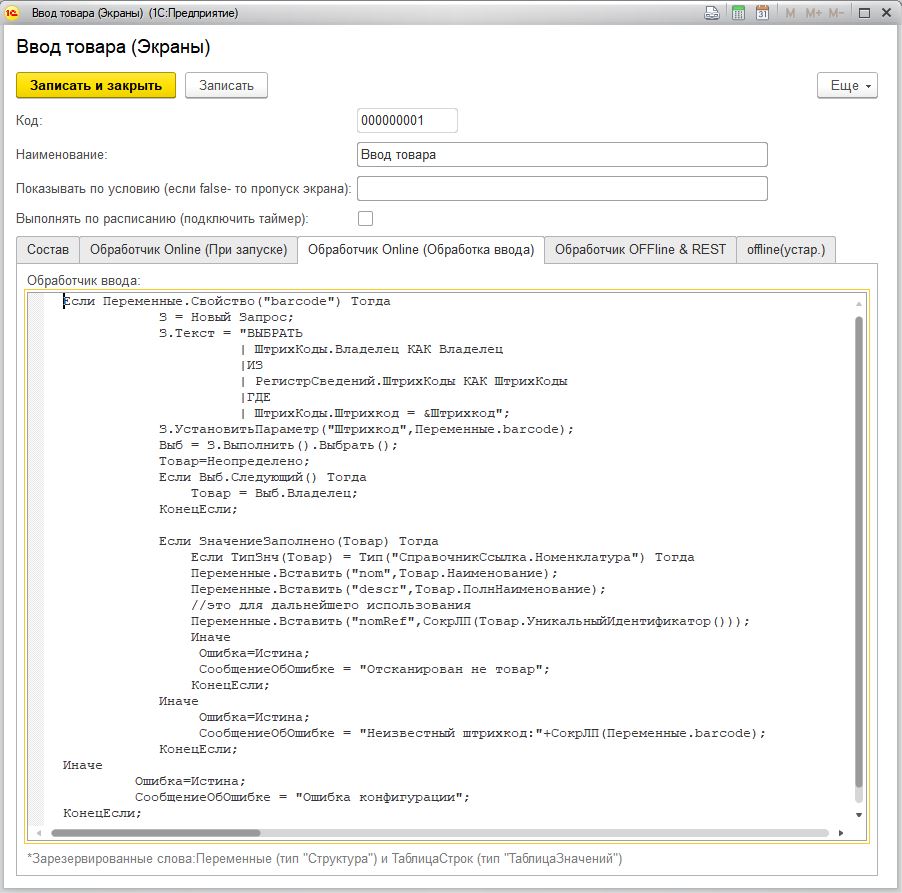 Ввод товара (Экраны) (1С:Предприятие)
M M+ M-
31
Ввод товара (Экраны)
Записать и закрыть Записать Еще
Код: 000000001
Наименование: Ввод товара
Показывать по условию (если false- то пропуск экрана):
Выполнять по расписанию (подключить таймер):
Состав Обработчик Online (При запуске) Обработчик Online (Обработка ввода) Обработчик OFFline & REST offline(устар.)
Обработчик ввода:
Если Переменные.Свойство("barcode") Тогда
З = Новый Запрос;
З.Текст = "ВЫБРАТЬ
| ШтрихКоды.Владелец КАК Владелец
|ИЗ
| РегистрСведений.ШтрихКоды КАК ШтрихКоды
|ГДЕ
| ШтрихКоды.Штрихкод = &Штрихкод";
З.УстановитьПараметр("Штрихкод",Переменные.barcode);
Выб = З.Выполнить().Выбрать();
Товар=Неопределено;
Если Выб.Следующий() Тогда
Товар = Выб.Владелец;
КонецЕсли;
Если ЗначениеЗаполнено(Товар) Тогда
Если ТипЗнч(Товар) = Тип("СправочникСсылка.Номенклатура") Тогда
Переменные.Вставить("nom",Товар.Наименование);
Переменные.Вставить("descr",Товар.ПолнНаименование);
//это для дальнейшего использования
Переменные.Вставить("nomRef",СокрЛП(Товар.УникальныйИдентификатор()));
Иначе
Ошибка=Истина;
СообщениеОбОшибке = "Отсканирован не товар";
КонецЕсли;
Иначе
Ошибка=Истина;
СообщениеОбОшибке = "Неизвестный штрихкод:"+СокрЛП(Переменные.barcode);
КонецЕсли;
Иначе
Ошибка=Истина;
СообщениеОбОшибке = "Ошибка конфигурации";
КонецЕсли;
*Зарезервированные слова:Переменные (тип "Структура") и ТаблицаСтрок (тип "ТаблицаЗначений")